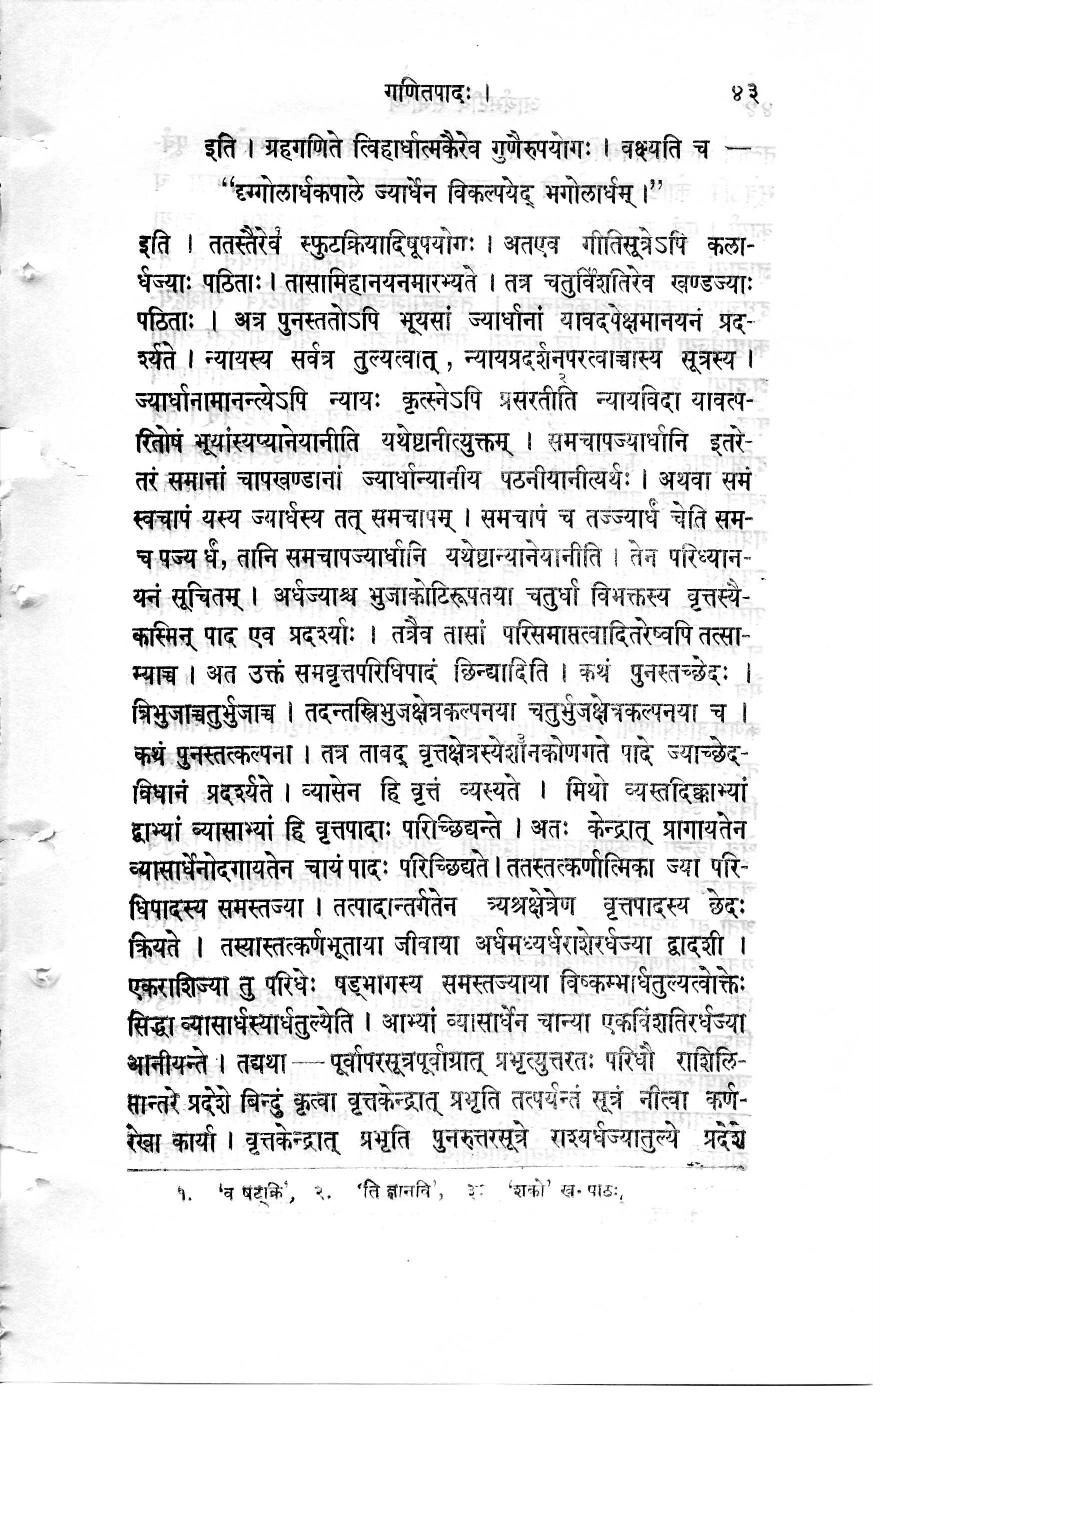 गणितपादः । ४३
इति । ग्रहगणिते त्विहार्धात्मकैरेव गुणैरुपयोगः । वक्ष्यति च —
“दृग्गोलार्धकपाले ज्यार्धेन विकल्पयेद् भगोलार्धम् ।”
इति । ततस्तैरेवं१ स्फुटक्रियादिषूपयोगः । अतएव गीतिसूत्रेऽपि कला-
र्धज्याः पठिताः । तासामिहानयनमारभ्यते । तत्र चतुर्विंशतिरेव खण्डज्याः
पठिताः । अत्र पुनस्ततोऽपि भूयसां ज्यार्धानां यावदपेक्षमानयनं प्रद-
र्श्यते । न्यायस्य सर्वत्र तुल्यत्वात् , न्यायप्रदर्शनपरत्वाच्चास्य सूत्रस्य ।
ज्यार्धानामानन्त्येऽपि न्यायः कृत्स्नेऽपि प्रसरतीति२ न्यायविदा यावत्प-
रितोषं भूयांस्यप्यानेयानीति यथेष्टानीत्युक्तम् । समचापज्यार्धानि इतरे-
तरं समानां चापखण्डानां ज्यार्धान्यानीय पठनीयानीत्यर्थः । अथवा समं
स्वचापं यस्य ज्यार्धस्य तत् समचापम् । समचापं च तज्ज्यार्धं चेति सम-
च पज्य र्धं, तानि समचापज्यार्धानि यथेष्टान्यानेयानीति । तेन परिध्यान-
यनं सूचितम् । अर्धज्याश्च भुजाकोटिरूपतया चतुर्धा विभक्तस्य वृत्तस्यै-
कस्मिन् पाद एव प्रदर्श्याः । तत्रैव तासां परिसमाप्तत्वादितरेष्वपि तत्सा-
म्याच्च । अत उक्तं समवृत्तपरिधिपादं छिन्द्यादिति । कथं पुनस्तच्छेदः ।
त्रिभुजाच्चतुर्भुजाच्च । तदन्तस्त्रिभुजक्षेत्रकल्पनया चतुर्भुजक्षेत्रकल्पनया च ।
कथं पुनस्तत्कल्पना । तत्र तावद् वृत्तक्षेत्रस्येशान३कोणगते पादे ज्याच्छेद-
विधानं प्रदर्श्यते । व्यासेन हि वृत्तं व्यस्यते । मिथो व्यस्तदिक्काभ्यां
द्वाभ्यां व्यासाभ्यां हि वृत्तपादाः परिच्छिद्यन्ते । अतः केन्द्रात् प्रागायतेन
व्यासार्धेनोदगायतेन चायं पादः परिच्छिद्यते । ततस्तत्कर्णात्मिका ज्या परि-
धिपादस्य समस्तज्या । तत्पादान्तर्गतेन त्र्यश्रक्षेत्रेण वृत्तपादस्य छेदः
क्रियते । तस्यास्तत्कर्णभूताया जीवाया अर्धमध्यर्धराशेरर्धज्या द्वादशी ।
एकराशिज्या तु परिधेः षड्भागस्य समस्तज्याया विष्कम्भार्धतुल्यत्वोक्तेः
सिद्धा व्यासार्धस्यार्धतुल्येति । आभ्यां व्यासार्धेन चान्या एकविंशतिरर्धज्या
आनीयन्ते । तद्यथा — पूर्वापरसूत्रपूर्वाग्रात् प्रभृत्युत्तरतः परिधौ राशिलि-
प्तान्तरे प्रदेशे बिन्दुं कृत्वा वृत्तकेन्द्रात् प्रभृति तत्पर्यन्तं सूत्रं नीत्वा कर्ण-
रेखा कार्या । वृत्तकेन्द्रात् प्रभृति पुनरुत्तरसूत्रे राश्यर्धज्यातुल्ये प्रदेशे
१. ‘व षट्कि’, २. ‘ति ज्ञानवि’, ३. ‘शको’ ख- पाठः,